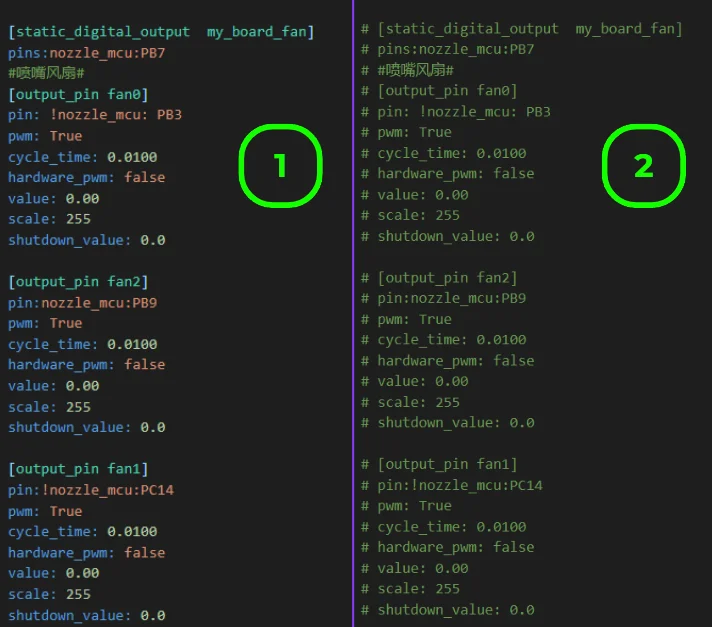 [static_digital_output  my_board_fan]
pins:nozzle_mcu:PB7
#喷嘴风扇#
[output_pin fan0]
pin: !nozzle_mcu: PB3
pwm: True
cycle_time: 0.0100
hardware_pwm: false
value: 0.00
scale: 255
shutdown_value: 0.0

[output_pin fan2]
pin:nozzle_mcu:PB9
pwm: True
cycle_time: 0.0100
hardware_pwm: false
value: 0.00
scale: 255
shutdown_value: 0.0

[output_pin fan1]
pin:!nozzle_mcu:PC14
pwm: True
cycle_time: 0.0100
hardware_pwm: false
value: 0.00
scale: 255
shutdown_value: 0.0
1
# [static_digital_output  my_board_fan]
# pins:nozzle_mcu:PB7
# #喷嘴风扇#
# [output_pin fan0]
# pin: !nozzle_mcu: PB3
# pwm: True
# cycle_time: 0.0100
# hardware_pwm: false
# value: 0.00
# scale: 255
# shutdown_value: 0.0

# [output_pin fan2]
# pin:nozzle_mcu:PB9
# pwm: True
# cycle_time: 0.0100
# hardware_pwm: false
# value: 0.00
# scale: 255
# shutdown_value: 0.0

# [output_pin fan1]
# pin:!nozzle_mcu:PC14
# pwm: True
# cycle_time: 0.0100
# hardware_pwm: false
# value: 0.00
# scale: 255
# shutdown_value: 0.0
2